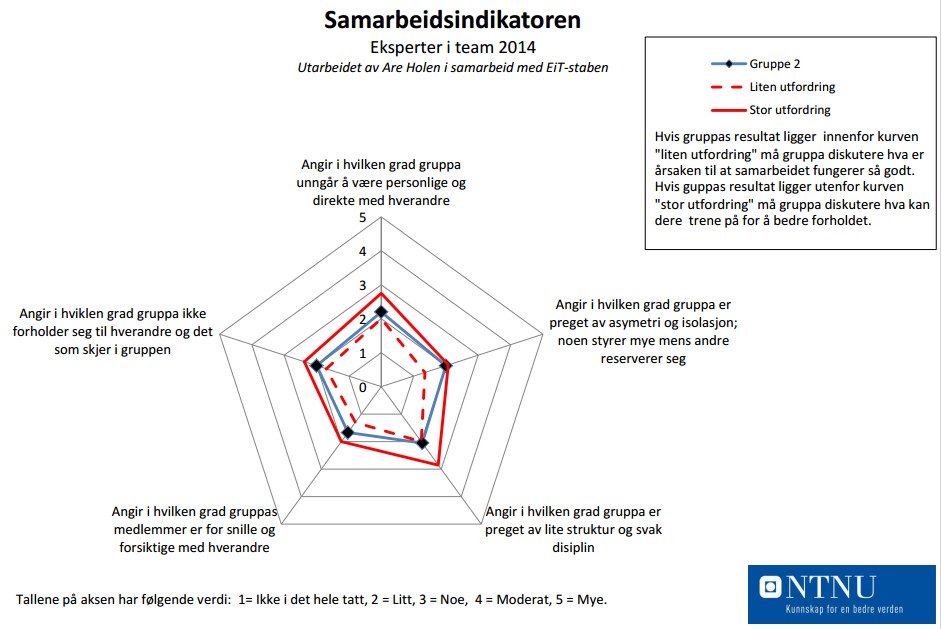 Samarbeidsindikatoren
Eksperter i team 2014
Utarbeidet av Are Holen i samarbeid med EiT-staben
Gruppe 2
Liten utfordring
Stor utfordring
Hvis gruppas resultat ligger innenfor kurven
"liten utfordring" må gruppa diskutere hva er
årsaken til at samarbeidet fungerer så godt.
Hvis guppas resultat ligger utenfor kurven
"stor utfordring" må gruppa diskutere hva kan
dere trene på for å bedre forholdet.
Angir i hvilken grad gruppa
unngår å være personlige og
direkte med hverandre
5
4
3
2
1
0
Angir i hvilken grad gruppa er
preget av asymetri og isolasjon;
noen styrer mye mens andre
reserverer seg
Angir i hviklen grad gruppa ikke
forholder seg til hverandre og det
som skjer i gruppen
Angir i hvilken grad gruppas
medlemmer er for snille og
forsiktige med hverandre
Angir i hvilken grad gruppa er
preget av lite struktur og svak
disiplin
Tallene på aksen har følgende verdi: 1= Ikke i det hele tatt, 2 = Litt, 3 = Noe, 4 = Moderat, 5 = Mye.
NTNU
Kunnskap for en bedre verden